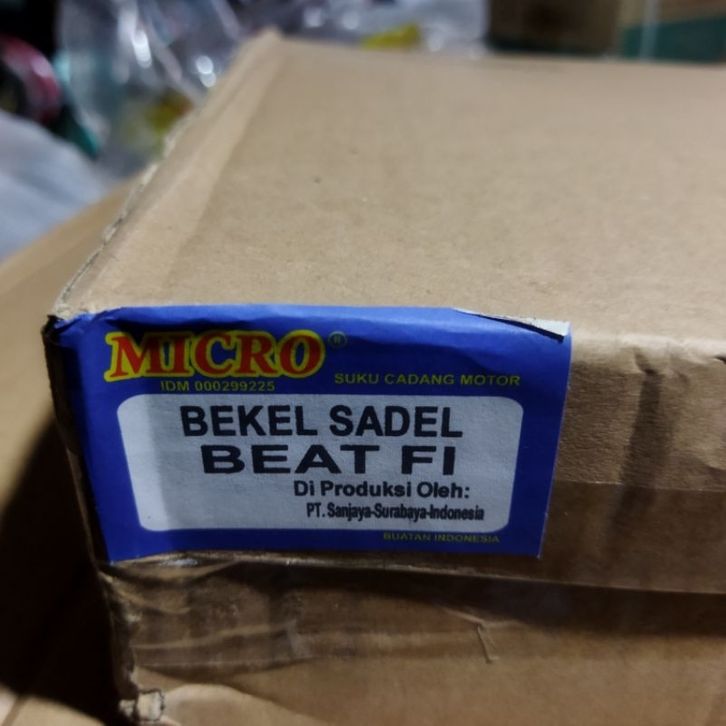 MICRO ®
IDM 000299225
SUKU CADANG MOTOR
BEKEL SADEL
BEAT FI
Di Produksi Oleh:
PT. Sanjaya-Surabaya-Indonesia
BUATAN INDONESIA